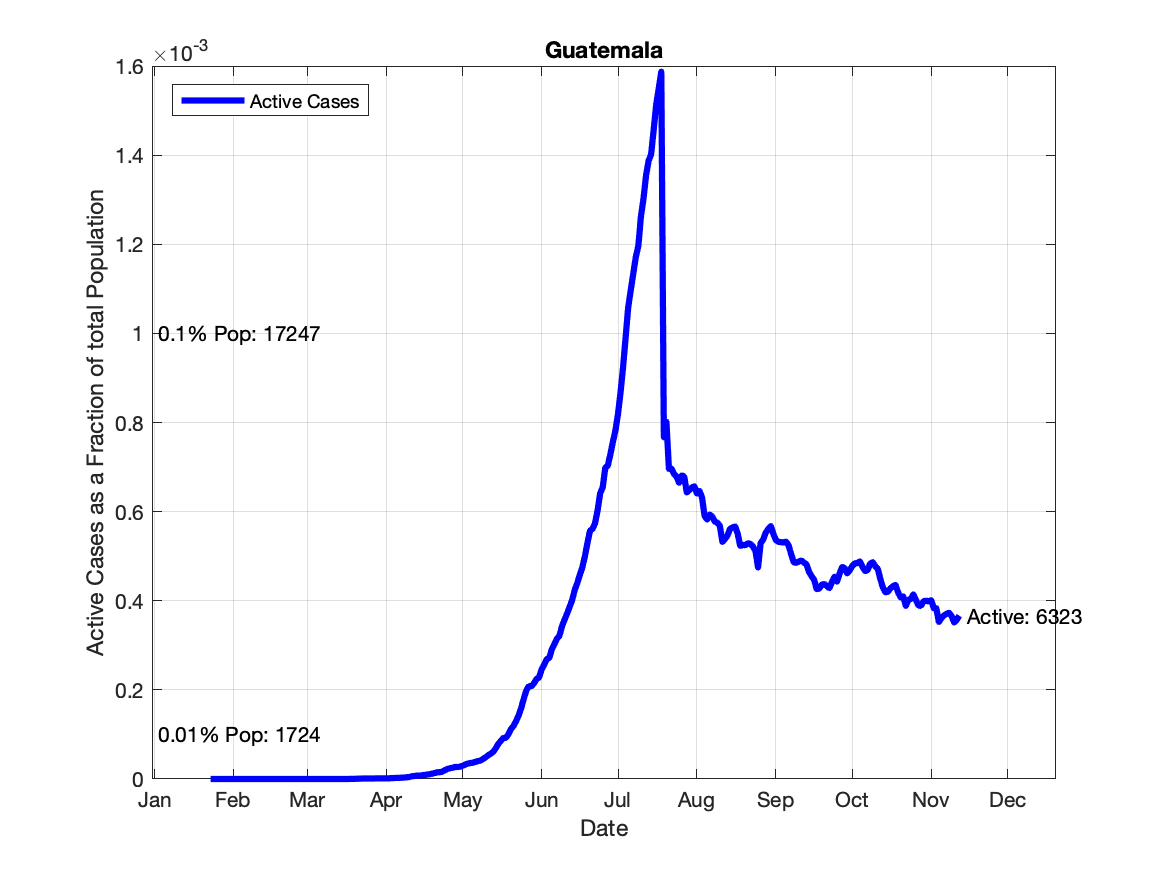 Guatemala
×10-3
1.6
1.4
1.2
1
0.8
0.6
0.4
0.2
0
Active Cases as a Fraction of total Population
Active Cases
0.1% Pop: 17247
0.01% Pop: 1724
Active: 6323
Jan Feb Mar Apr May Jun Jul Aug Sep Oct Nov Dec
Date